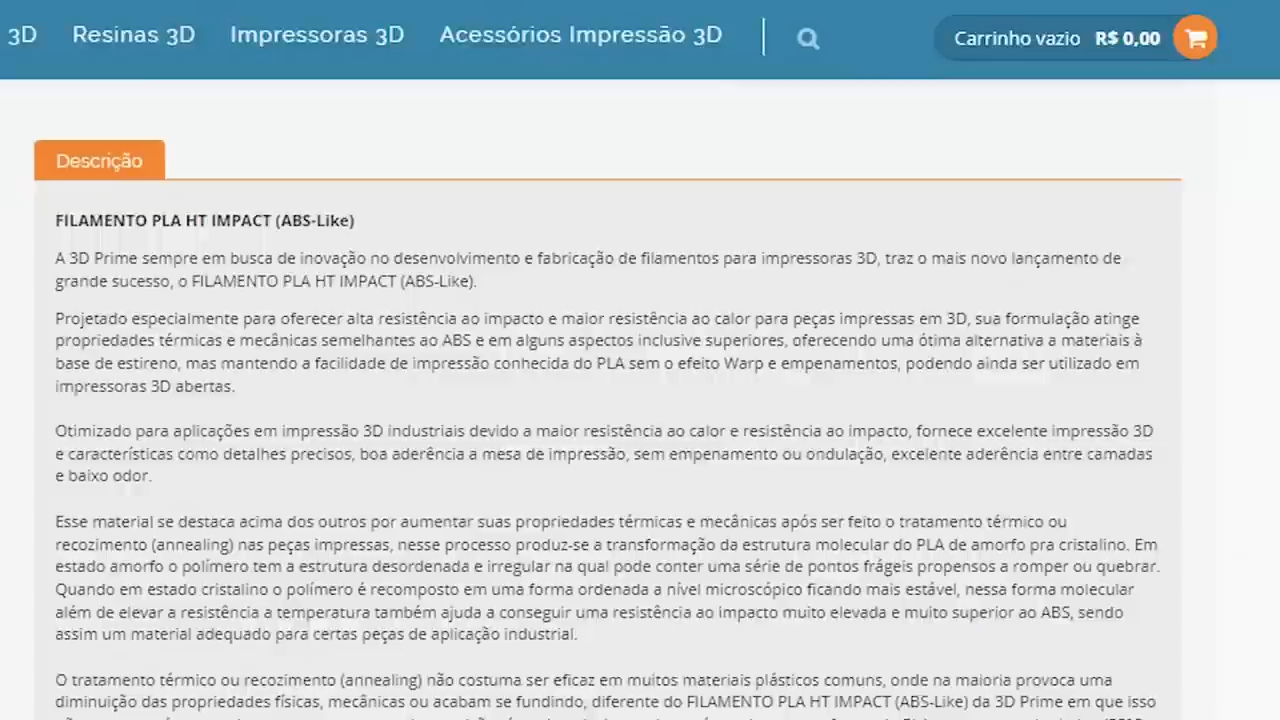 3D Resinas 3D Impressoras 3D Acessórios Impressão 3D Carrinho vazio R$ 0,00
Descrição
FILAMENTO PLA HT IMPACT (ABS-Like)
A 3D Prime sempre em busca de inovação no desenvolvimento e fabricação de filamentos para impressoras 3D, traz o mais novo lançamento de
grande sucesso, o FILAMENTO PLA HT IMPACT (ABS-Like).
Projetado especialmente para oferecer alta resistência ao impacto e maior resistência ao calor para peças impressas em 3D, sua formulação atinge
propriedades térmicas e mecânicas semelhantes ao ABS e em alguns aspectos inclusive superiores, oferecendo uma ótima alternativa a materiais à
base de estireno, mas mantendo a facilidade de impressão conhecida do PLA sem o efeito Warp e empenamentos, podendo ainda ser utilizado em
impressoras 3D abertas.
Otimizado para aplicações em impressão 3D industriais devido a maior resistência ao calor e resistência ao impacto, fornece excelente impressão 3D
e características como detalhes precisos, boa aderência a mesa de impressão, sem empenamento ou ondulação, excelente aderência entre camadas
e baixo odor.
Esse material se destaca acima dos outros por aumentar suas propriedades térmicas e mecânicas após ser feito o tratamento térmico ou
recozimento (annealing) nas peças impressas, nesse processo produz-se a transformação da estrutura molecular do PLA de amorfo pra cristalino. Em
estado amorfo o polímero tem a estrutura desordenada e irregular na qual pode conter uma série de pontos frágeis propensos a romper ou quebrar.
Quando em estado cristalino o polímero é recomposto em uma forma ordenada a nível microscópico ficando mais estável, nessa forma molecular
além de elevar a resistência a temperatura também ajuda a conseguir uma resistência ao impacto muito elevada e muito superior ao ABS, sendo
assim um material adequado para certas peças de aplicação industrial.
O tratamento térmico ou recozimento (annealing) não costuma ser eficaz em muitos materiais plásticos comuns, onde na maioria provoca uma
diminuição das propriedades físicas, mecânicas ou acabam se fundindo, diferente do FILAMENTO PLA HT IMPACT (ABS-Like) da 3D Prime em que isso